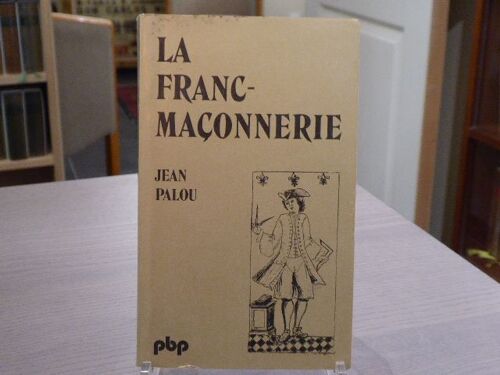 LA
FRANC-
MAÇONNERIE
JEAN
PALOU
pbp